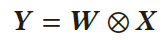 Y = W ⊗ X